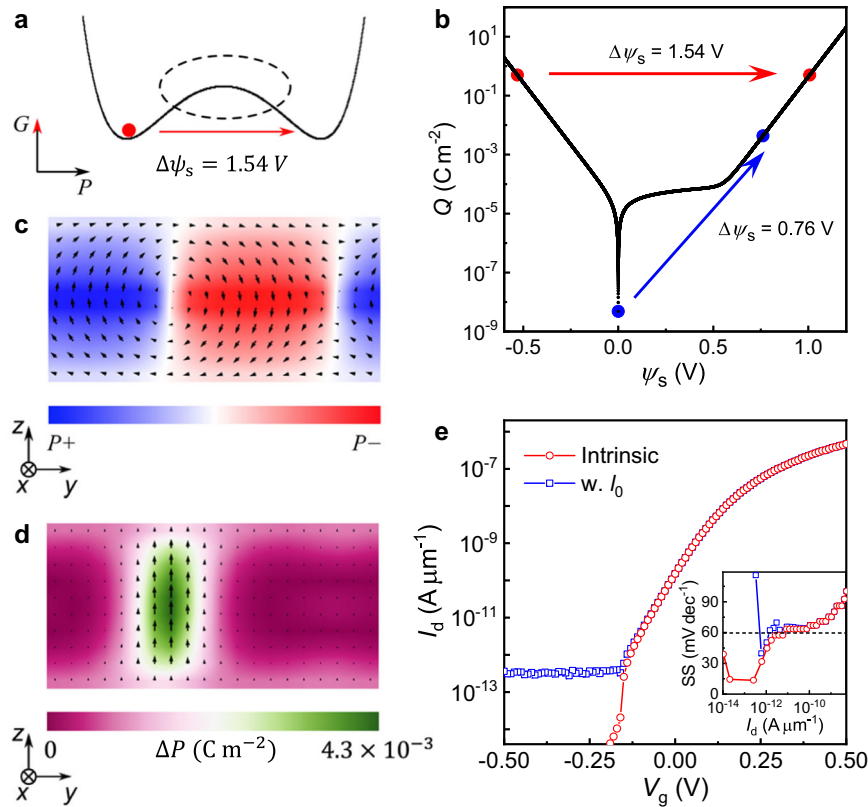 a
G
P
Δψs = 1.54 V
b
Q (C m⁻²)
10¹
10⁻¹
10⁻³
10⁻⁵
10⁻⁷
10⁻⁹
Δψs = 1.54 V
Δψs = 0.76 V
-0.5 0.0 0.5 1.0
ψs (V)
c
P+ P−
z
x y
d
0 ΔP (C m⁻²) 4.3 × 10⁻³
z
x y
e
Intrinsic
w. I₀
Id (A μm⁻¹)
10⁻⁷
10⁻⁹
10⁻¹¹
10⁻¹³
-0.50 -0.25 0.00 0.25 0.50
Vg (V)
SS (mV dec⁻¹)
90
60
30
0
10⁻¹⁴ 10⁻¹² 10⁻¹⁰
Id (A μm⁻¹)